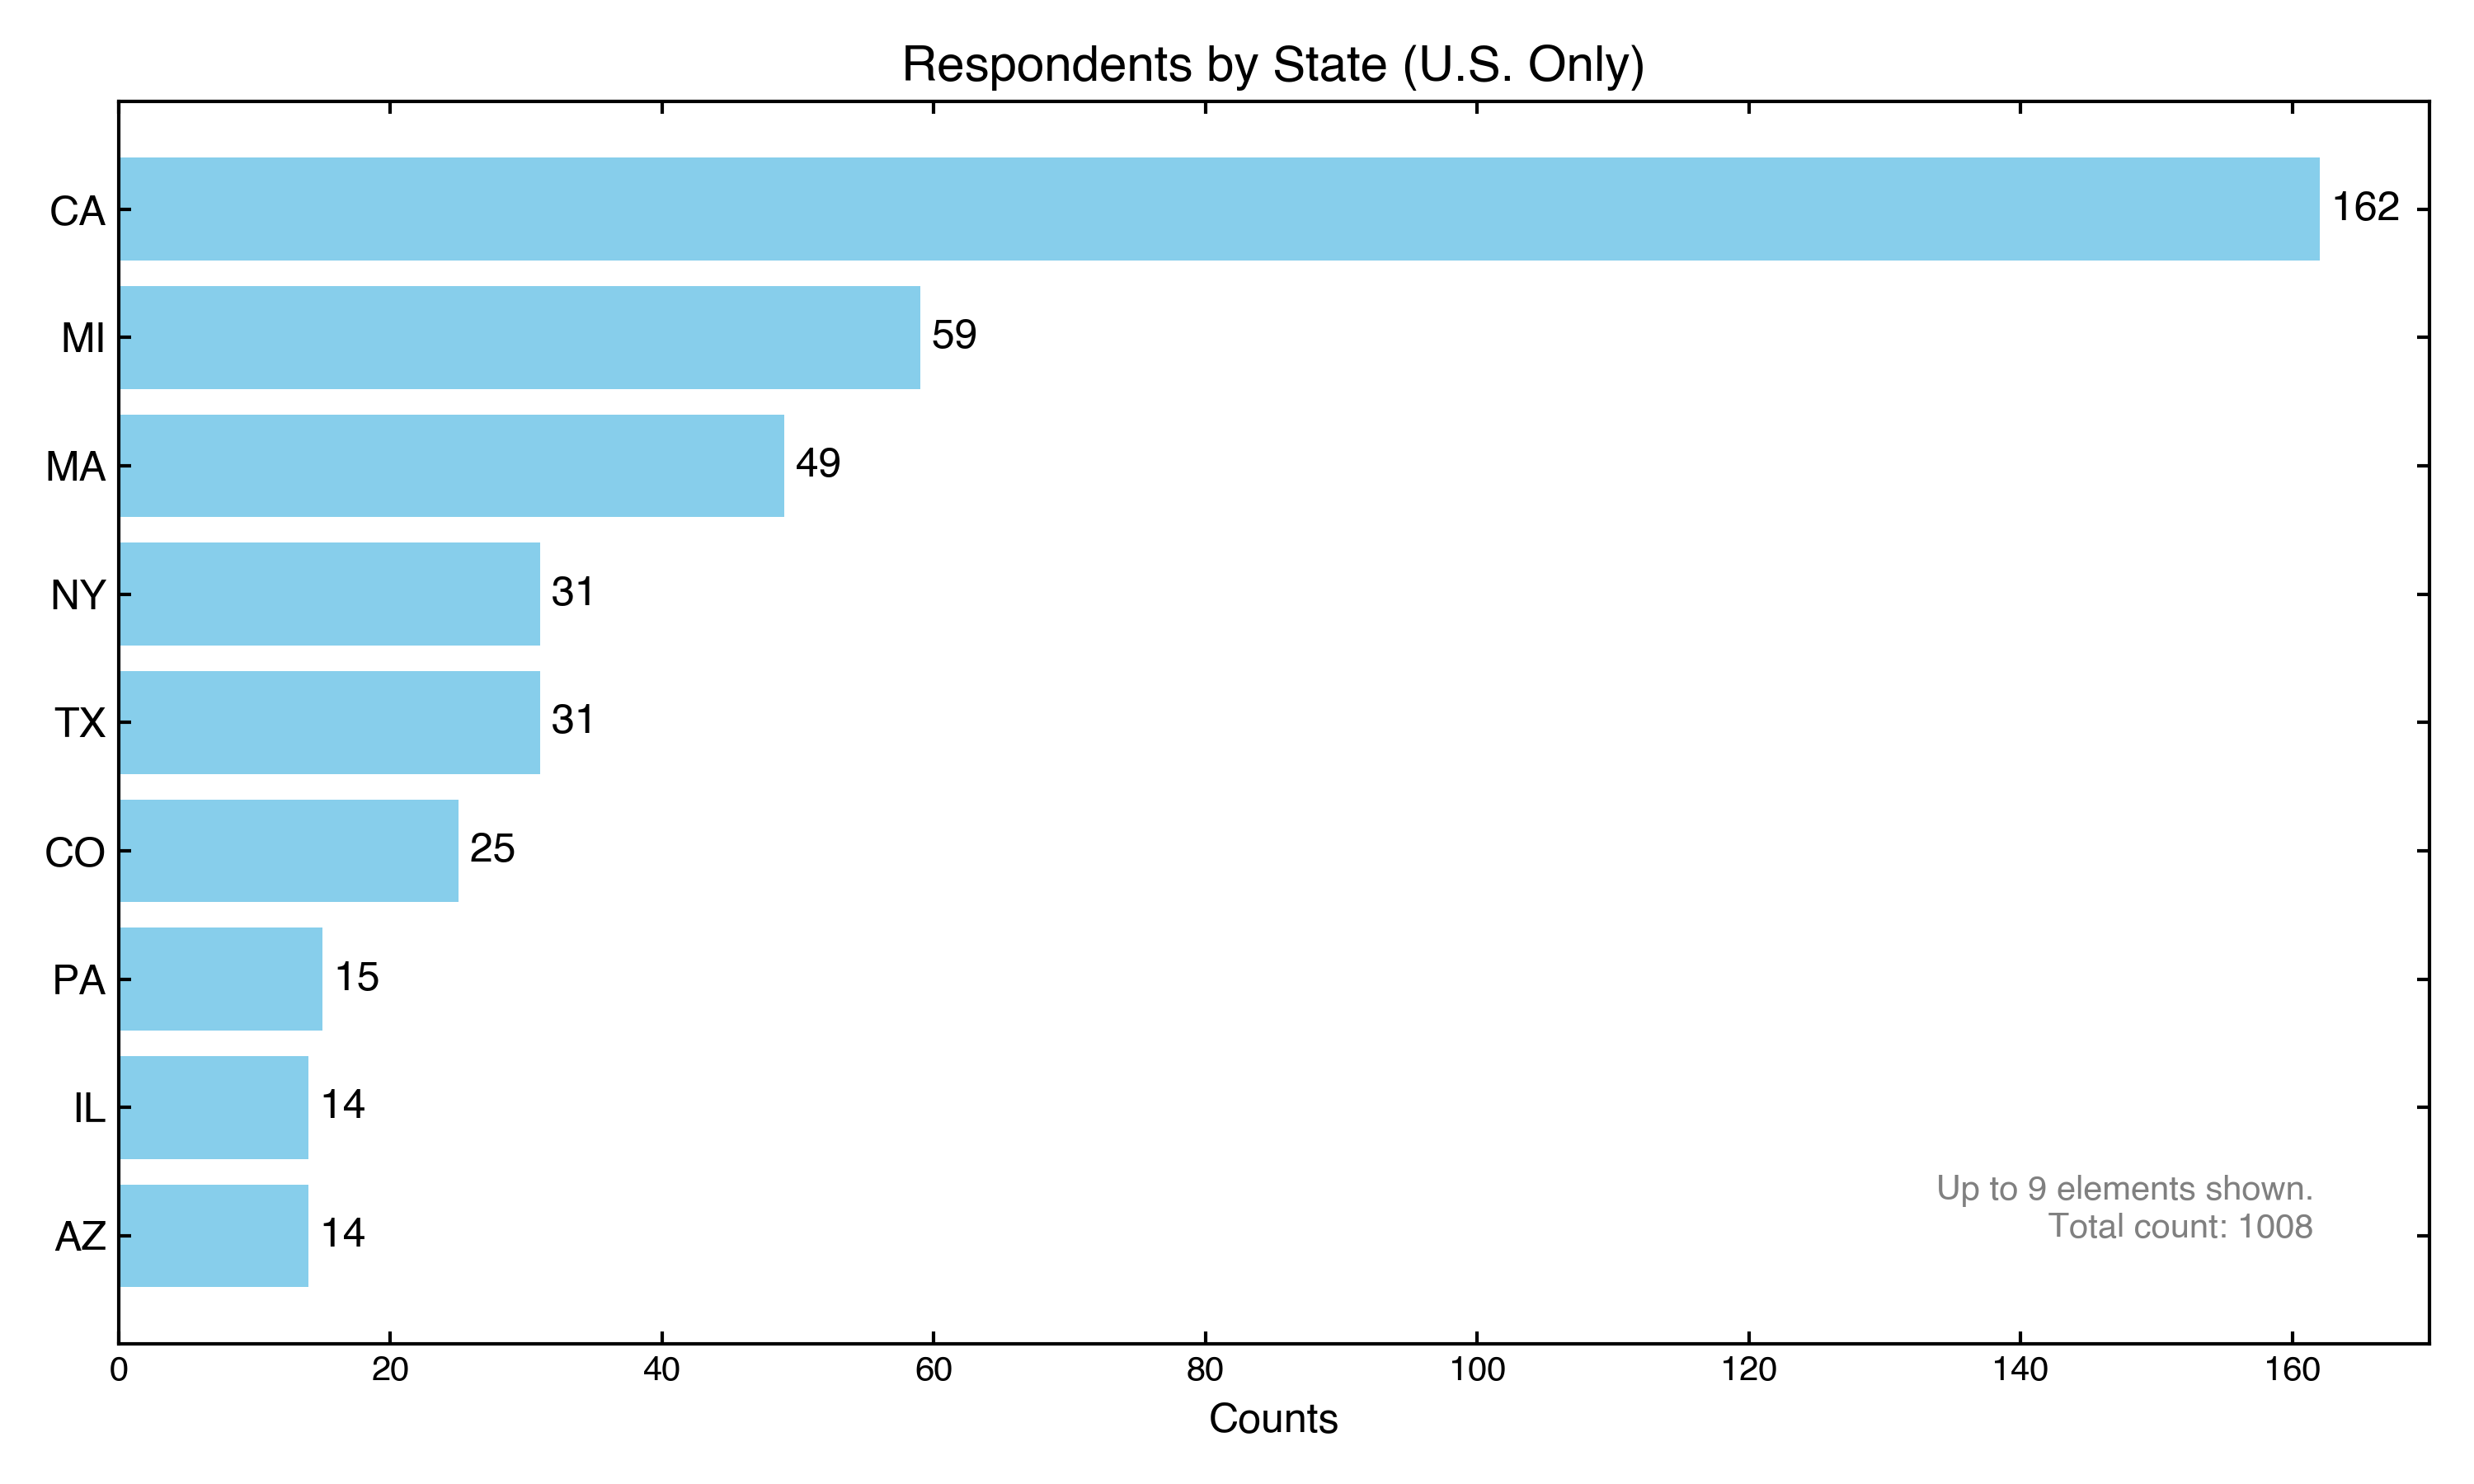 Respondents by State (U.S. Only)
CA 162
MI 59
MA 49
NY 31
TX 31
CO 25
PA 15
IL 14
AZ 14
Up to 9 elements shown.
Total count: 1008
0 20 40 60 80 100 120 140 160
Counts